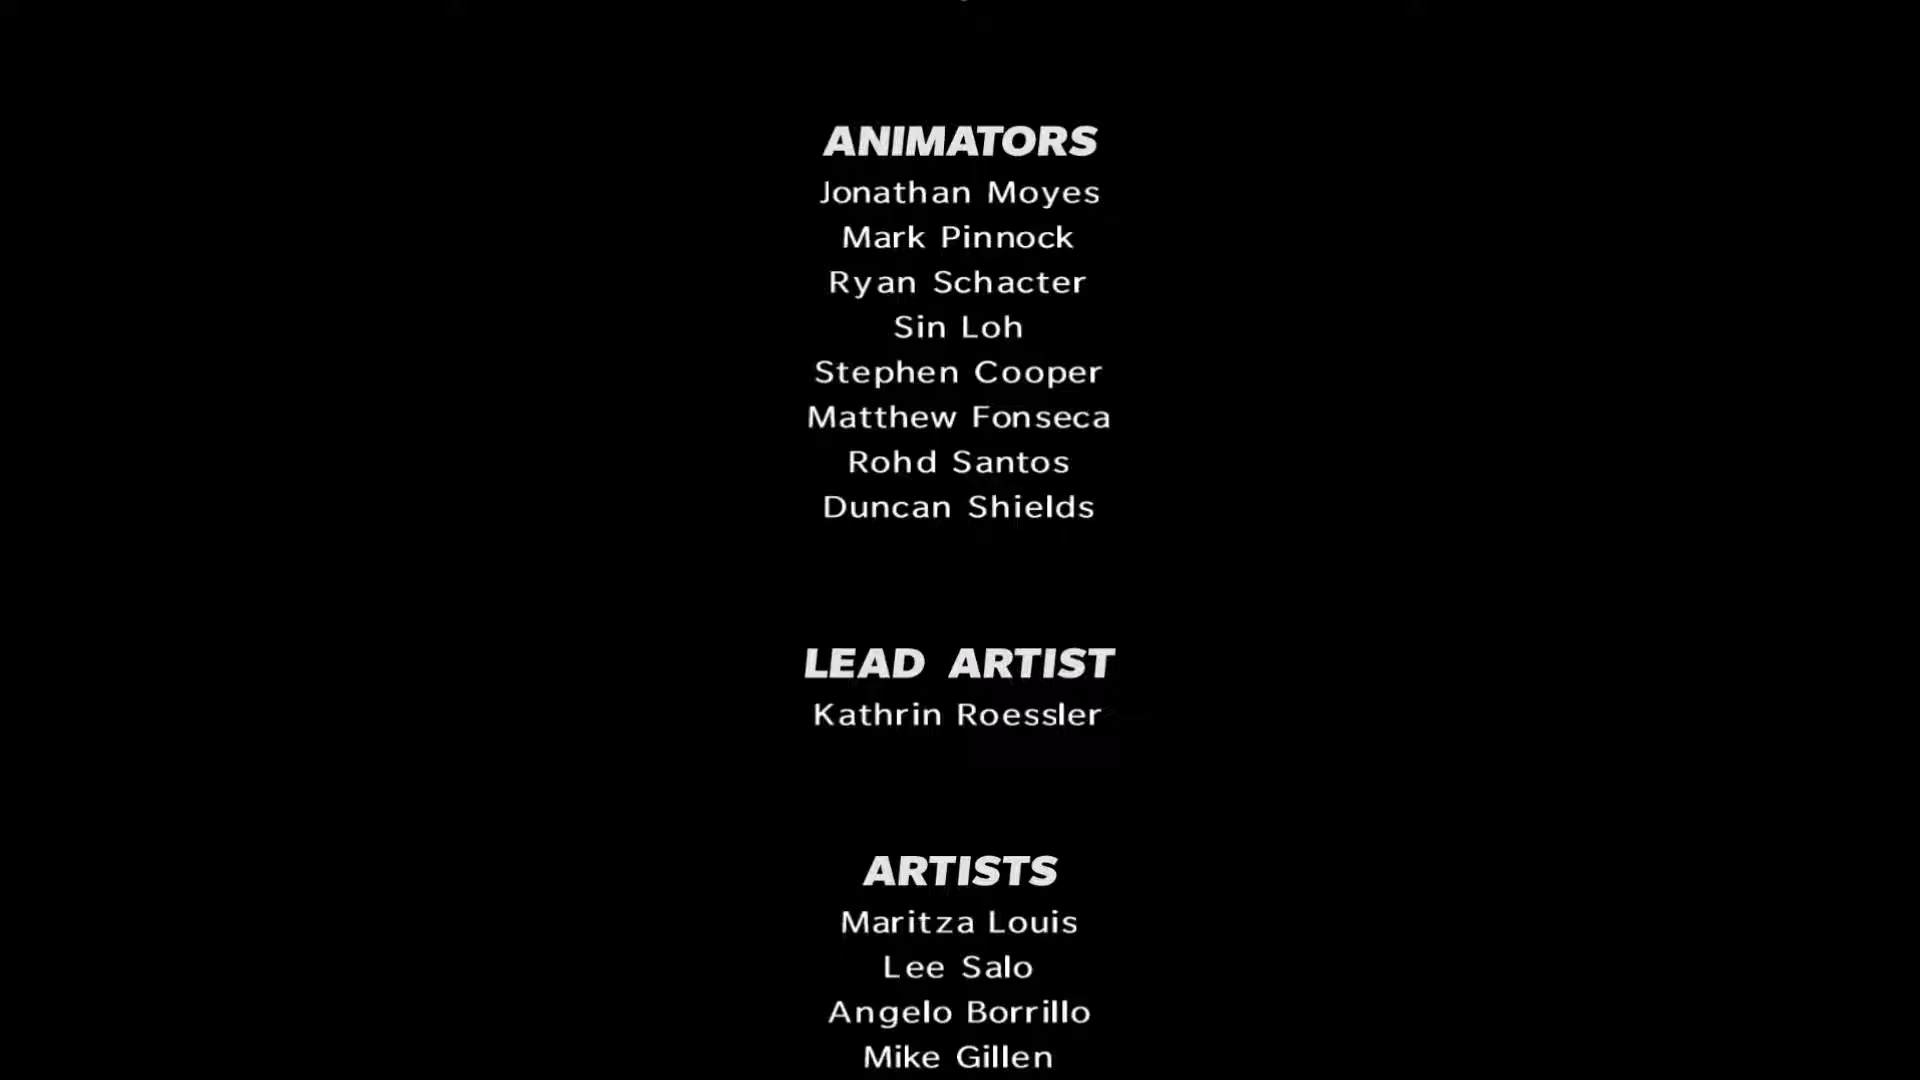 ANIMATORS
Jonathan Moyes
Mark Pinnock
Ryan Schacter
Sin Loh
Stephen Cooper
Matthew Fonseca
Rohd Santos
Duncan Shields
LEAD ARTIST
Kathrin Roessler
ARTISTS
Maritza Louis
Lee Salo
Angelo Borrillo
Mike Gillen